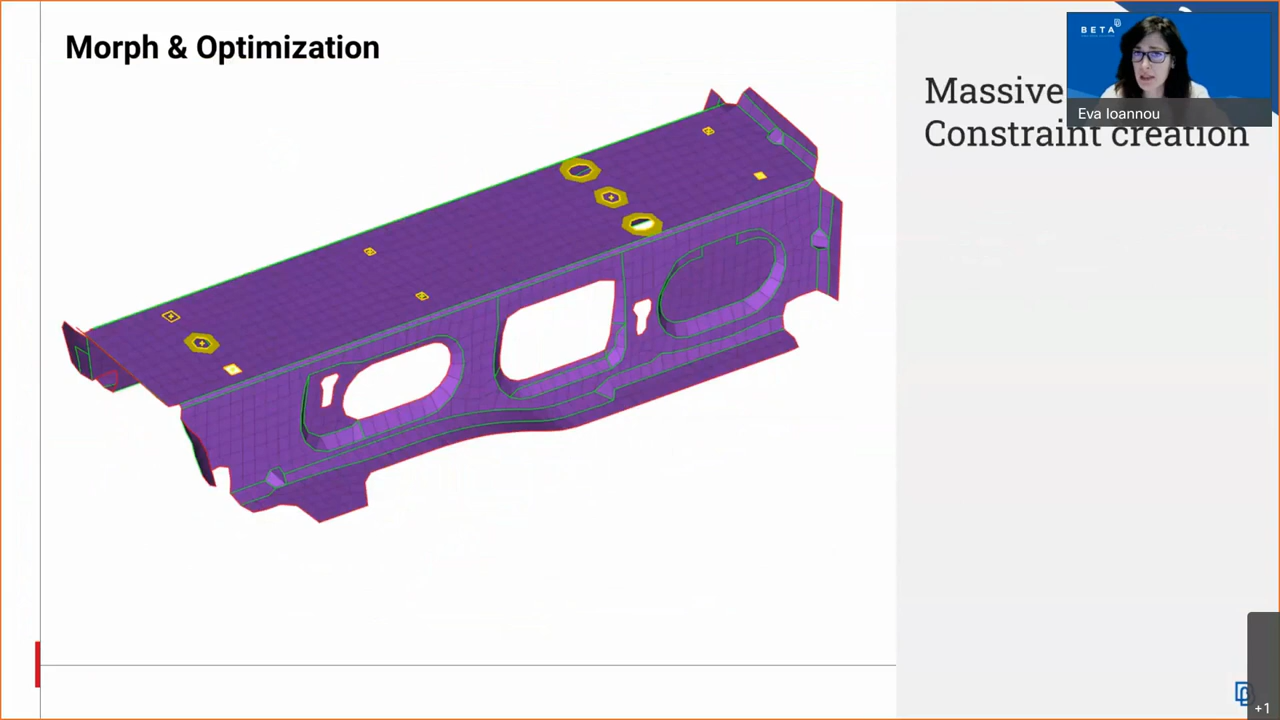 Morph & Optimization
Massive
Constraint creation
BETA
Eva Ioannou
+1